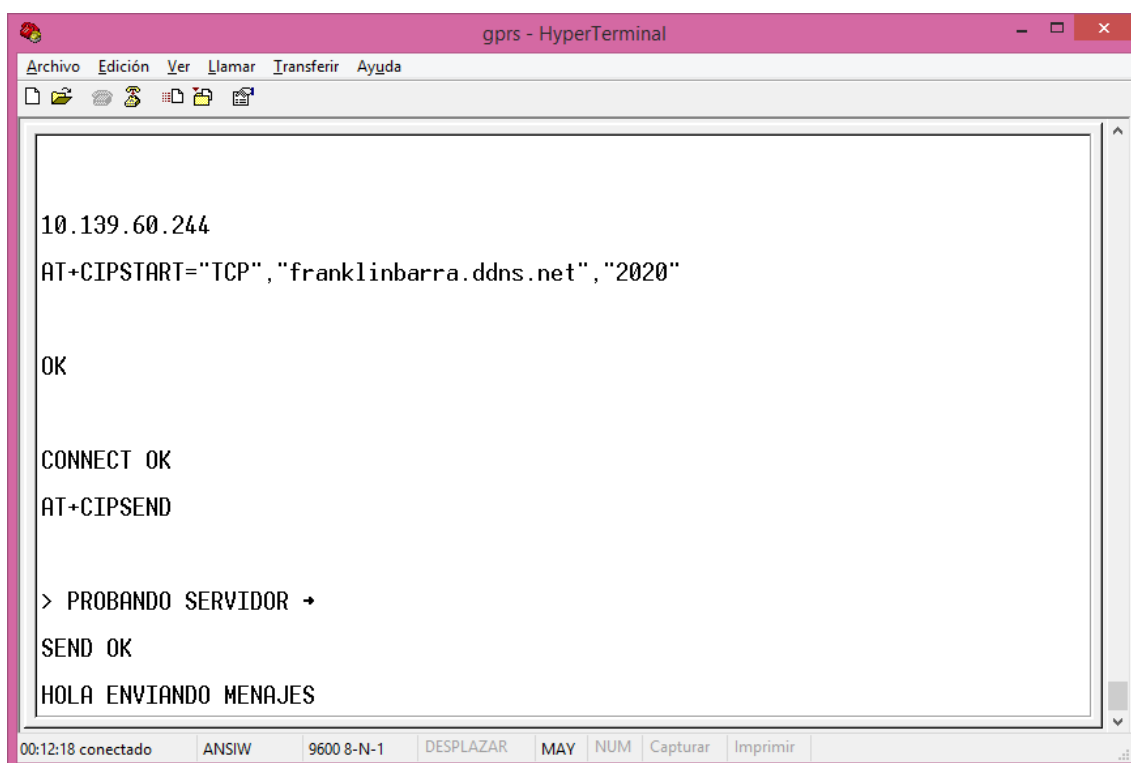 gprs - HyperTerminal
Archivo Edición Ver Llamar Transferir Ayuda
10.139.60.244
AT+CIPSTART="TCP","franklinbarra.ddns.net","2020"
OK
CONNECT OK
AT+CIPSEND
> PROBANDO SERVIDOR →
SEND OK
HOLA ENVIANDO MENAJES
00:12:18 conectado ANSIW 9600 8-N-1 DESPLAZAR MAY NUM Capturar Imprimir